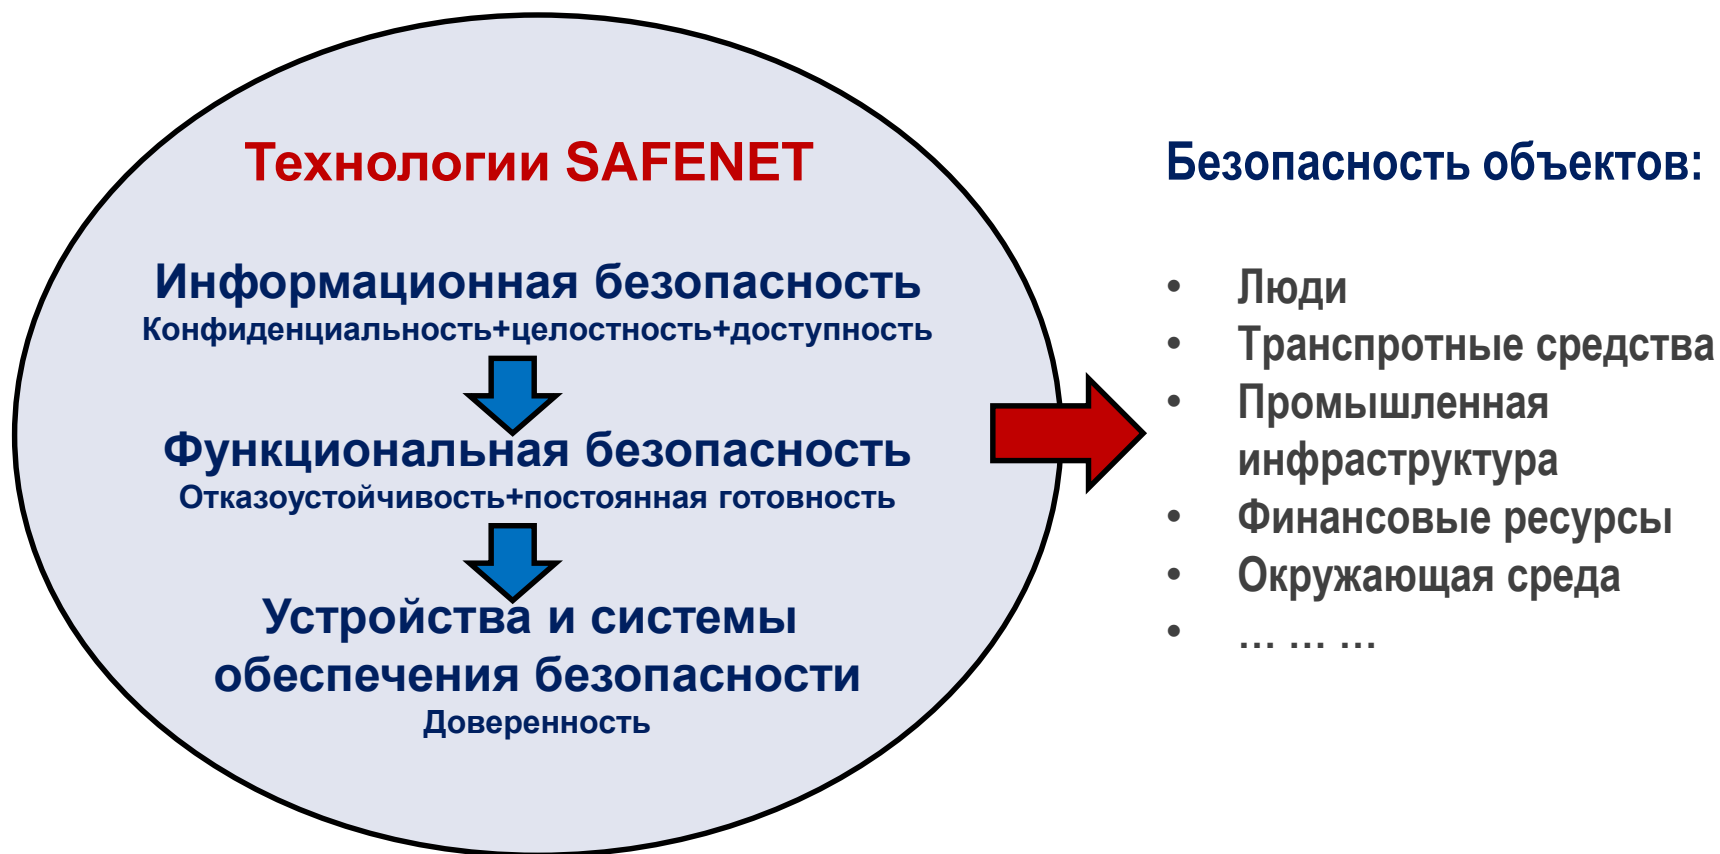 Технологии SAFENET
Информационная безопасность
Конфиденциальность+целостность+доступность
Функциональная безопасность
Отказоустойчивость+постоянная готовность
Устройства и системы
обеспечения безопасности
Доверенность
Безопасность объектов:
• Люди
• Транспротные средства
• Промышленная
инфраструктура
• Финансовые ресурсы
• Окружающая среда
• … … …